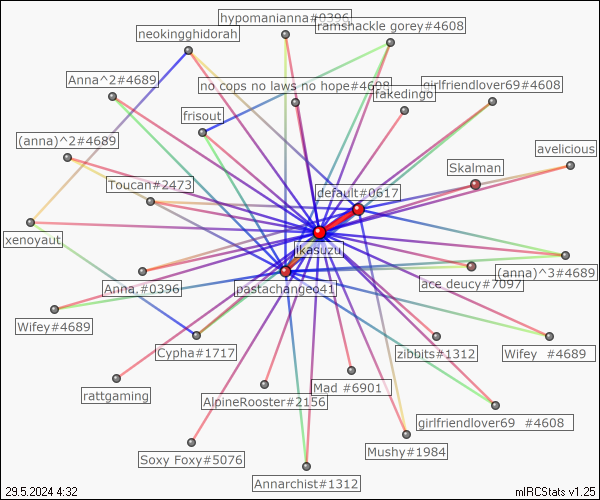 hypomanianna#0396
ramshackle gorey#4608
neokingghidorah
Anna^2#4689
no cops no laws no hope#4608
girlfriendlover69#4608
fakedingo
frisout
(anna)^2#4689
avelicious
Skalman
Toucan#2473
default#0617
xenoyaut
jikasuzu
(anna)^3#4689
Anna,#0396
pastachangeo41
ace_deucy#7097
Wifey#4689
Cypha#1717
zibbits#1312
Wifey #4689
rattgaming
AlpineRooster#2156
Mad #6901
girlfriendlover69 #4608
Soxy Foxy#5076
Mushy#1984
Annarchist#1312
29.5.2024 4:32
mIRCStats v1.25